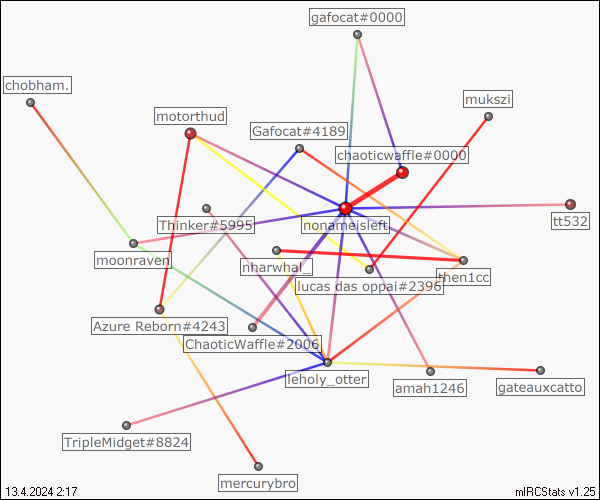 gafocat#0000
chobham.
mukszi
motorthud
Gafocat#4189
chaoticwaffle#0000
Thinker#5995
nonameisleft
tt532
moonraven
nharwhal_
then1cc
lucas das oppai#2396
Azure Reborn#4243
ChaoticWaffle#2006
leholy_otter
amah1246
gateauxcatto
TripleMidget#8824
mercurybro
13.4.2024 2:17
mIRCStats v1.25